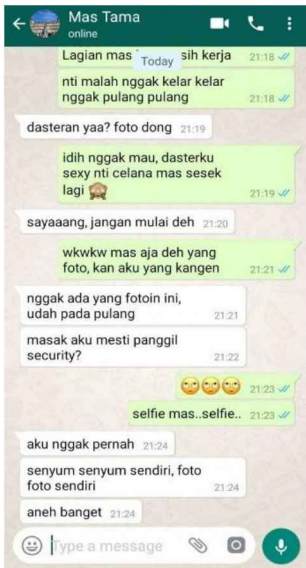 Mas Tama
online
Lagian mas sih kerja 21:18
Today
nti malah nggak kelar kelar
nggak pulang pulang 21:18
dasteran yaa? foto dong 21:19
idih nggak mau, dasterku
sexy nti celana mas sesek
lagi 🙈 21:19
sayaaang, jangan mulai deh 21:20
wkwkw mas aja deh yang
foto, kan aku yang kangen 21:21
nggak ada yang fotoin ini,
udah pada pulang 21:21
masak aku mesti panggil
security? 21:22
🙄🙄🙄 21:23
selfie mas..selfie.. 21:23
aku nggak pernah 21:24
senyum senyum sendiri, foto
foto sendiri 21:24
aneh banget 21:24
Type a message